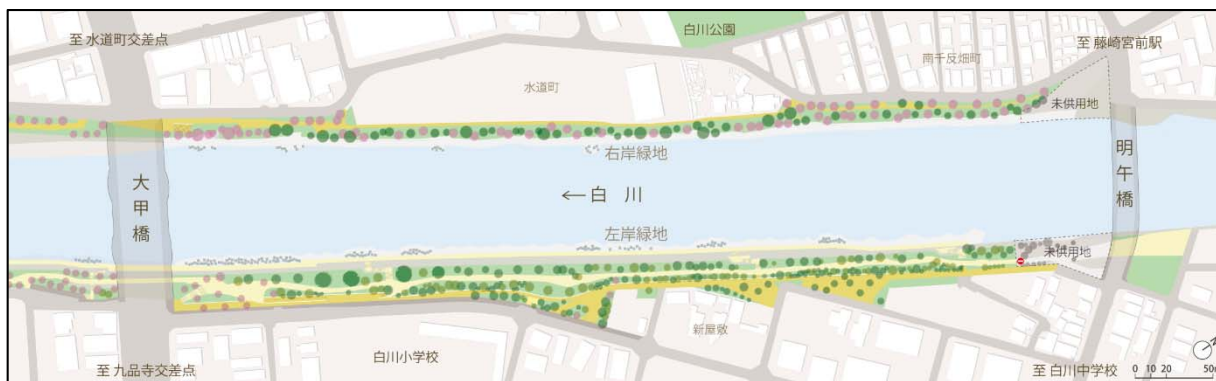 至 水道町交差点
白川公園
至 藤崎宮前駅
南千反畑町
水道町
未供用地
右岸緑地
大甲橋
←白 川
明午橋
左岸緑地
未供用地
新屋敷
白川小学校
至 九品寺交差点
至 白川中学校
0 10 20 50m